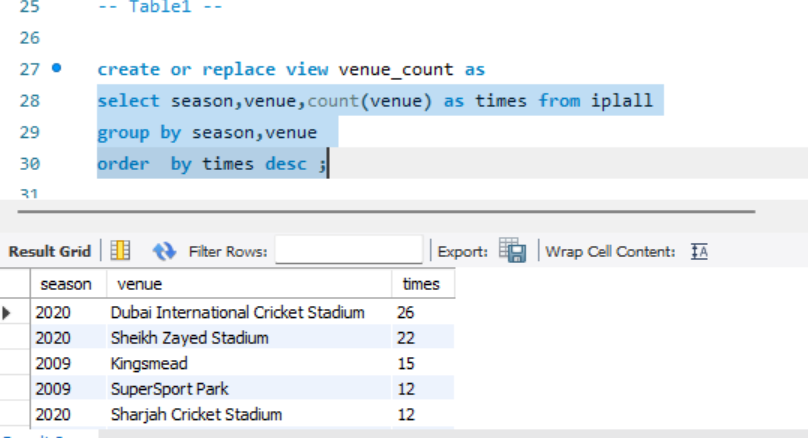 25 -- Table1 --
26
27 create or replace view venue_count as
28 select season,venue,count(venue) as times from iplall
29 group by season,venue
30 order  by times desc ;
31
Result Grid Filter Rows: Export: Wrap Cell Content:
season venue times
2020 Dubai International Cricket Stadium 26
2020 Sheikh Zayed Stadium 22
2009 Kingsmead 15
2009 SuperSport Park 12
2020 Sharjah Cricket Stadium 12